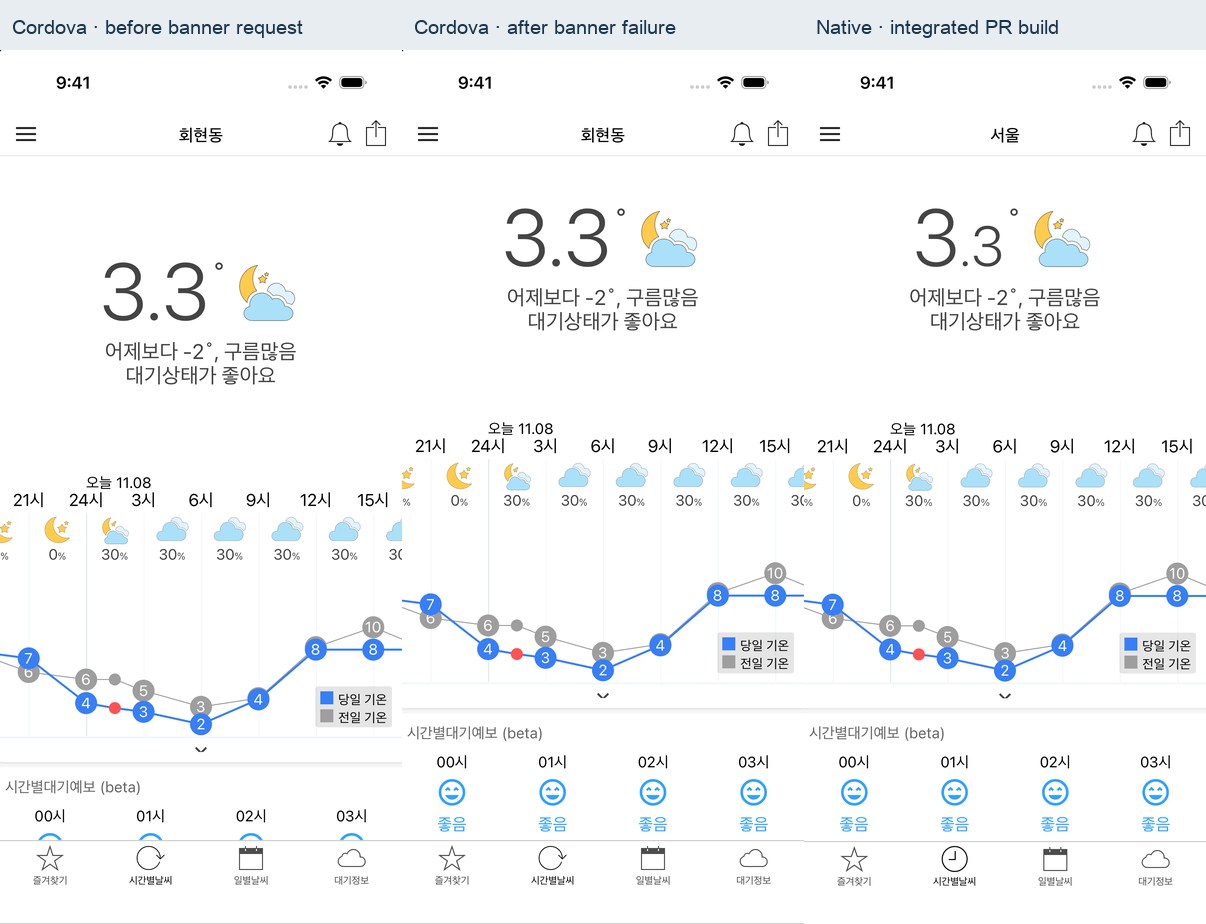 Cordova · before banner request
9:41
회현동
3.3°
어제보다 -2˚, 구름많음
대기상태가 좋아요
오늘 11.08
21시 24시 3시 6시 9시 12시 15시
% 0% 30% 30% 30% 30% 30% 30
7 6 6 4 5 3 3 2 4 8 10 8
당일 기온
전일 기온
시간별대기예보 (beta)
00시 01시 02시 03시
즐겨찾기 시간별날씨 일별날씨 대기정보
Cordova · after banner failure
9:41
회현동
3.3°
어제보다 -2˚, 구름많음
대기상태가 좋아요
오늘 11.08
21시 24시 3시 6시 9시 12시 15시
% 0% 30% 30% 30% 30% 30% 30
7 6 6 4 5 3 3 2 4 8 10 8
당일 기온
전일 기온
시간별대기예보 (beta)
00시 01시 02시 03시
좋음 좋음 좋음 좋음
즐겨찾기 시간별날씨 일별날씨 대기정보
Native · integrated PR build
9:41
서울
3.3°
어제보다 -2˚, 구름많음
대기상태가 좋아요
오늘 11.08
21시 24시 3시 6시 9시 12시 15시
% 0% 30% 30% 30% 30% 30% 30
7 6 6 4 5 3 3 2 4 8 10 8
당일 기온
전일 기온
시간별대기예보 (beta)
00시 01시 02시 03시
좋음 좋음 좋음 좋음
즐겨찾기 시간별날씨 일별날씨 대기정보